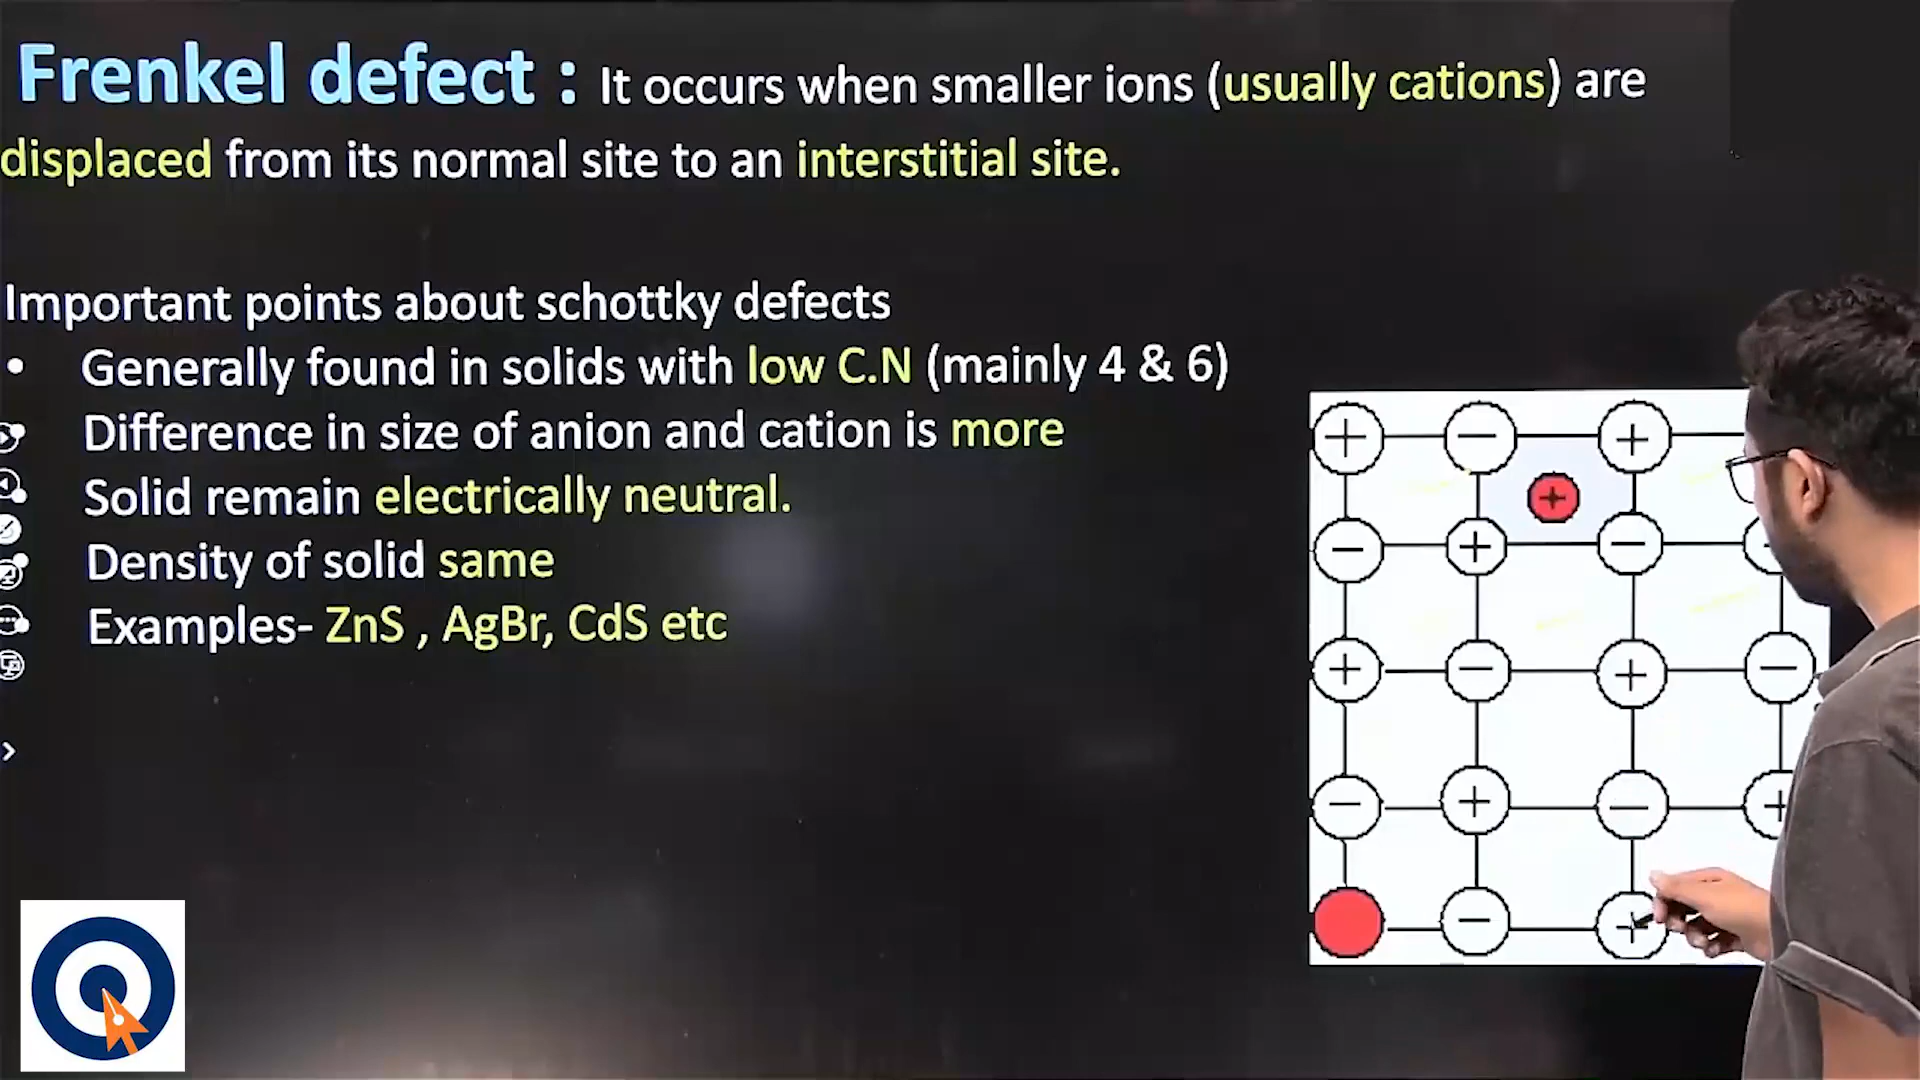 Frenkel defect : It occurs when smaller ions (usually cations) are
displaced from its normal site to an interstitial site.
Important points about schottky defects
• Generally found in solids with low C.N (mainly 4 & 6)
Difference in size of anion and cation is more
Solid remain electrically neutral.
Density of solid same
Examples- ZnS , AgBr, CdS etc
+ − +
+
− + −
+ − + −
− + − +
− +